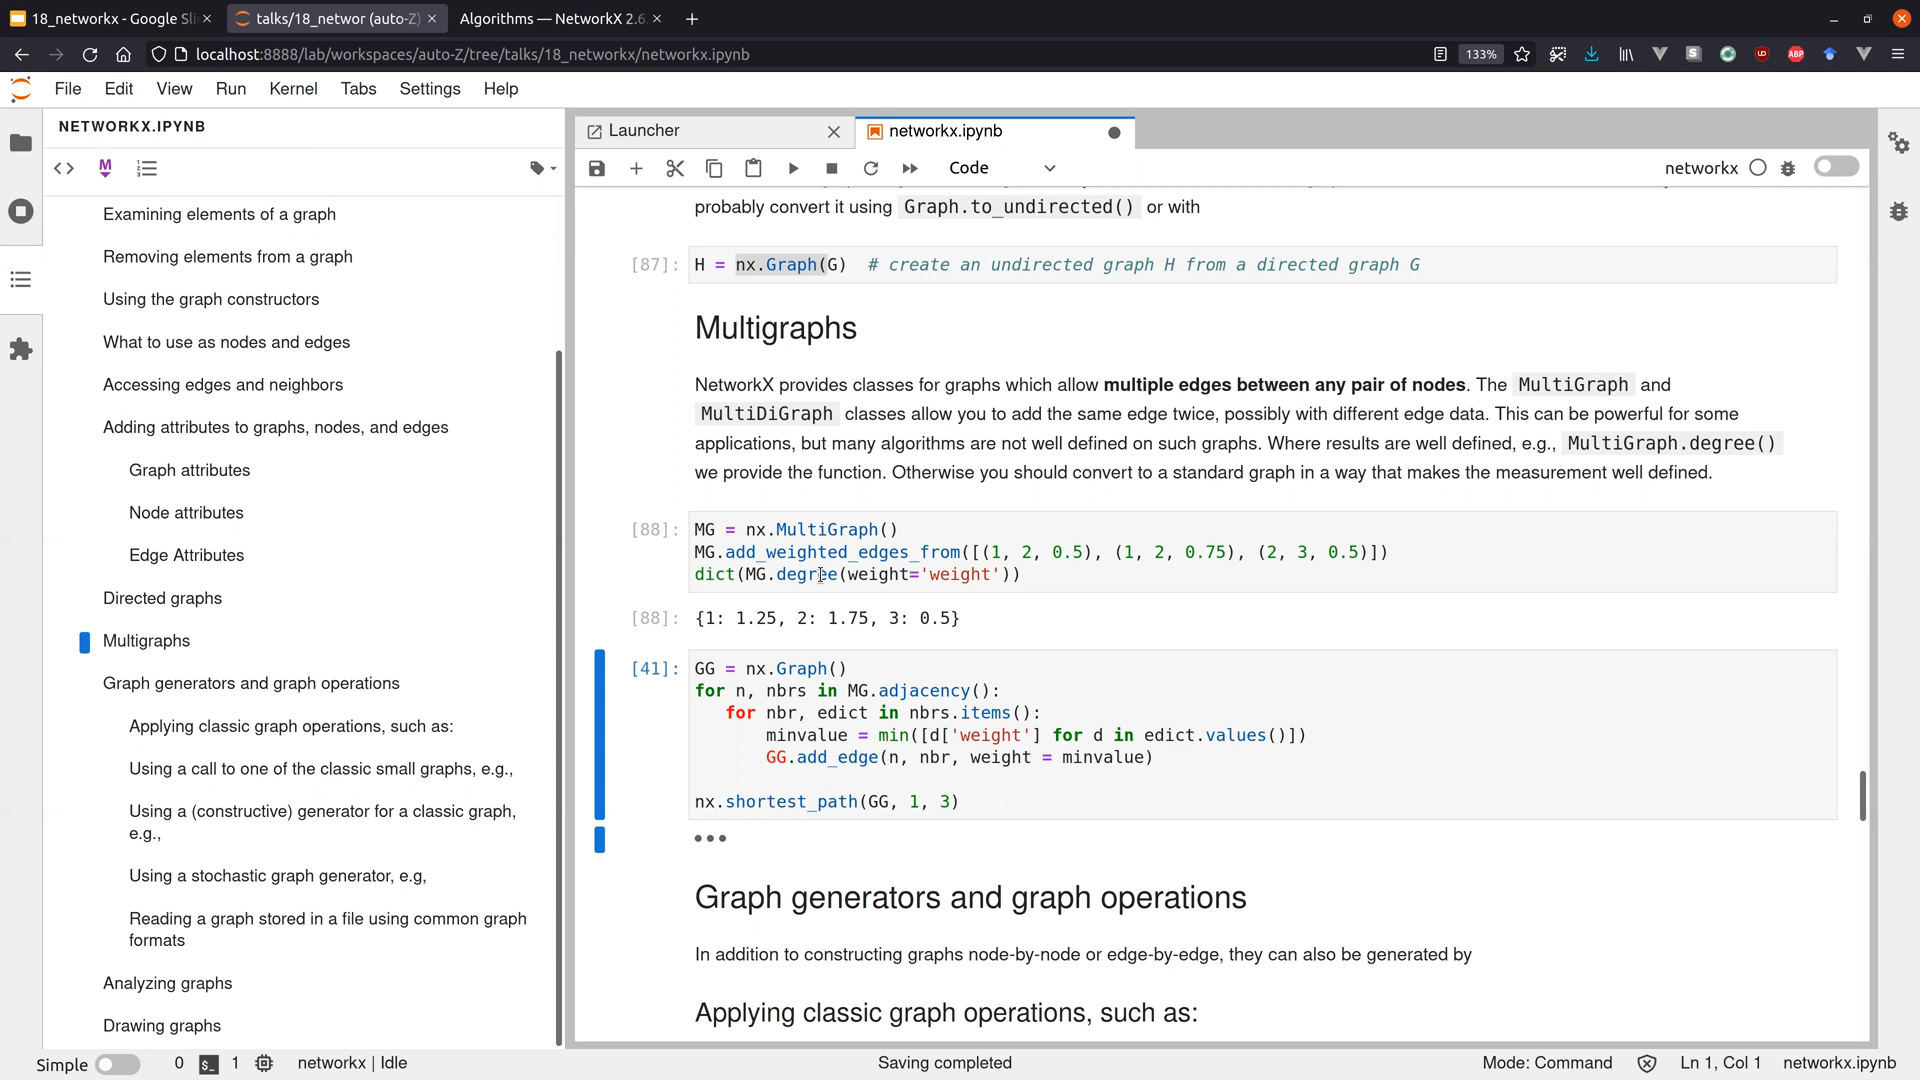 18_networkx - Google Sli
talks/18_networ (auto-Z)
Algorithms — NetworkX 2.6.
localhost:8888/lab/workspaces/auto-Z/tree/talks/18_networkx/networkx.ipynb
133%
File Edit View Run Kernel Tabs Settings Help
NETWORKX.IPYNB
Examining elements of a graph
Removing elements from a graph
Using the graph constructors
What to use as nodes and edges
Accessing edges and neighbors
Adding attributes to graphs, nodes, and edges
Graph attributes
Node attributes
Edge Attributes
Directed graphs
Multigraphs
Graph generators and graph operations
Applying classic graph operations, such as:
Using a call to one of the classic small graphs, e.g.,
Using a (constructive) generator for a classic graph,
e.g.,
Using a stochastic graph generator, e.g,
Reading a graph stored in a file using common graph
formats
Analyzing graphs
Drawing graphs
Launcher
networkx.ipynb
Code
networkx
probably convert it using Graph.to_undirected() or with
[87]: H = nx.Graph(G)  # create an undirected graph H from a directed graph G
Multigraphs
NetworkX provides classes for graphs which allow multiple edges between any pair of nodes. The MultiGraph and
MultiDiGraph classes allow you to add the same edge twice, possibly with different edge data. This can be powerful for some
applications, but many algorithms are not well defined on such graphs. Where results are well defined, e.g., MultiGraph.degree()
we provide the function. Otherwise you should convert to a standard graph in a way that makes the measurement well defined.
[88]: MG = nx.MultiGraph()
MG.add_weighted_edges_from([(1, 2, 0.5), (1, 2, 0.75), (2, 3, 0.5)])
dict(MG.degree(weight='weight'))
[88]: {1: 1.25, 2: 1.75, 3: 0.5}
[41]: GG = nx.Graph()
for n, nbrs in MG.adjacency():
for nbr, edict in nbrs.items():
minvalue = min([d['weight'] for d in edict.values()])
GG.add_edge(n, nbr, weight = minvalue)
nx.shortest_path(GG, 1, 3)
Graph generators and graph operations
In addition to constructing graphs node-by-node or edge-by-edge, they can also be generated by
Applying classic graph operations, such as:
Simple 0 1 networkx | Idle
Saving completed
Mode: Command Ln 1, Col 1 networkx.ipynb